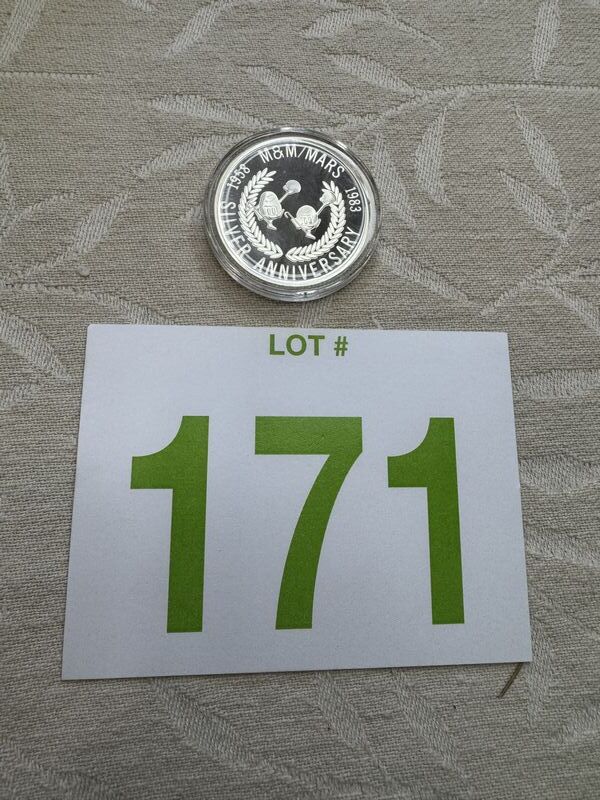 1958 M&M/MARS 1983
SILVER ANNIVERSARY
LOT #
171